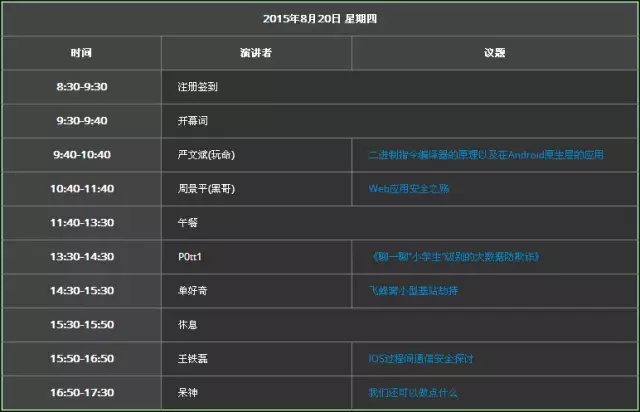 2015年8月20日 星期四
时间 演讲者 议题
8:30-9:30 注册签到
9:30-9:40 开幕词
9:40-10:40 严文斌(玩命) 二进制指令编译器的原理以及在Android原生层的应用
10:40-11:40 周景平(黑哥) Web应用安全之殇
11:40-13:30 午餐
13:30-14:30 P0tt1 《聊一聊"小学生"级别的大数据防欺诈》
14:30-15:30 单好奇 飞蜂窝小型基站劫持
15:30-15:50 休息
15:50-16:50 王铁磊 IOS过程间通信安全探讨
16:50-17:30 呆神 我们还可以做点什么